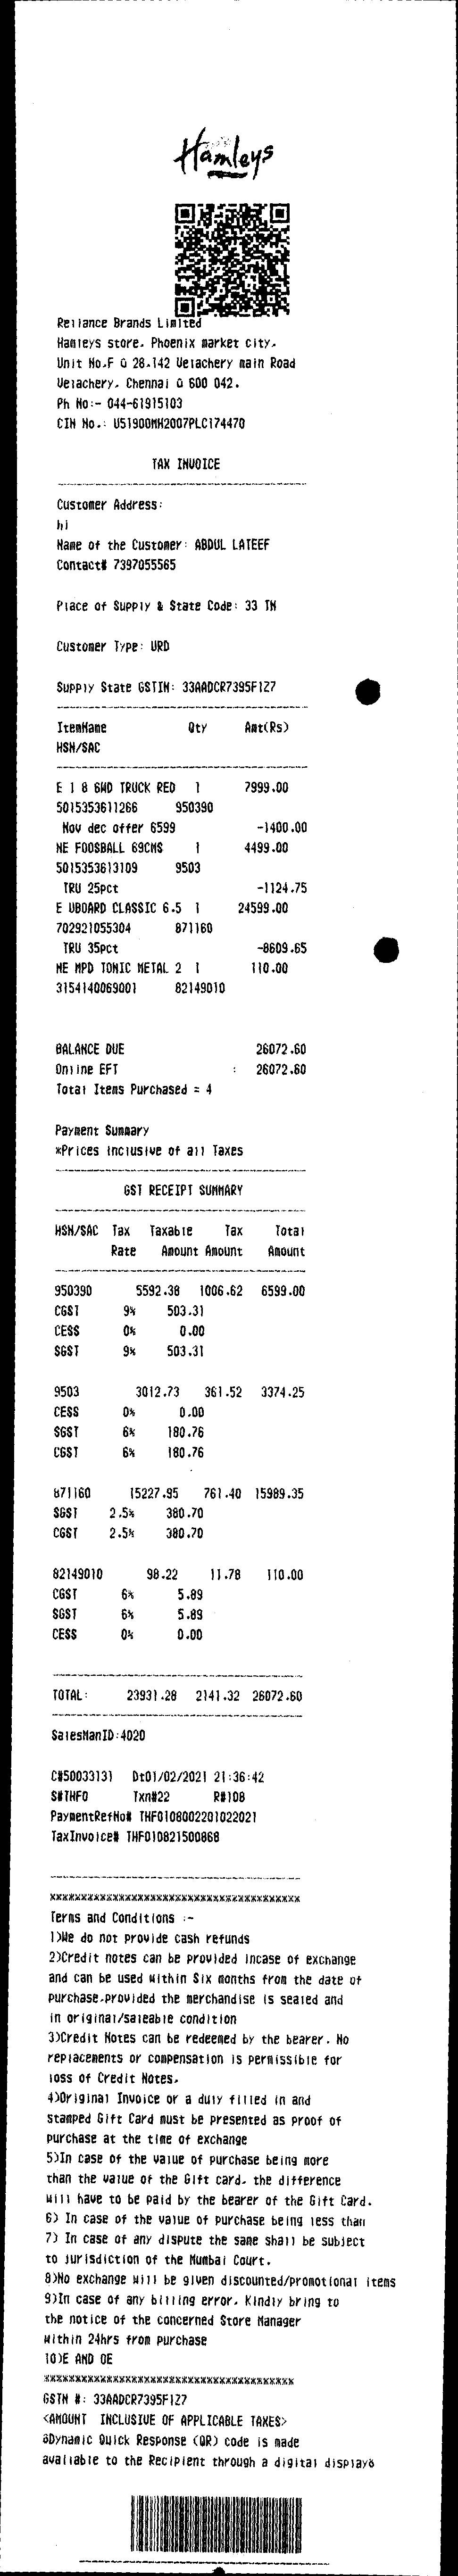 Hamleys
Reliance Brands Limited
Hamleys store, Phoenix market city,
Unit No.F û 28,142 Velachery main Road
Velachery, Chennai û 600 042.
Ph No:- 044-61915103
CIN No.: U51900MH2007PLC174470
TAX INVOICE
Customer Address:
hi
Name of the Customer: ABDUL LATEEF
Contact# 7397055565
Place of Supply & State Code: 33 TN
Customer Type: URD
Supply State GSTIN: 33AADCR7395F1Z7
ItemName Qty Amt(Rs)
HSN/SAC
E 1 8 6WD TRUCK RED 1 7999.00
5015353611266 950390
Nov dec offer 6599 -1400.00
NE FOOSBALL 69CMS 1 4499.00
5015353613109 9503
TRU 25pct -1124.75
E UBOARD CLASSIC 6.5 1 24599.00
702921055304 871160
TRU 35pct -8609.65
NE MPD TONIC METAL 2 1 110.00
3154140069001 82149010
BALANCE DUE 26072.60
Online EFT : 26072.60
Total Items Purchased = 4
Payment Summary
*Prices inclusive of all Taxes
GST RECEIPT SUMMARY
HSN/SAC Tax Taxable Tax Total
Rate Amount Amount Amount
950390 5592.38 1006.62 6599.00
CGST 9% 503.31
CESS 0% 0.00
SGST 9% 503.31
9503 3012.73 361.52 3374.25
CESS 0% 0.00
SGST 6% 180.76
CGST 6% 180.76
871160 15227.95 761.40 15989.35
SGST 2.5% 380.70
CGST 2.5% 380.70
82149010 98.22 11.78 110.00
CGST 6% 5.89
SGST 6% 5.89
CESS 0% 0.00
TOTAL: 23931.28 2141.32 26072.60
SalesManID:4020
C#50033131 Dt01/02/2021 21:36:42
S#THFO Txn#22 R#108
PaymentRefNo# THFO108002201022021
TaxInvoice# THFO10821500868
****************************************
Terms and Conditions :-
1)We do not provide cash refunds
2)Credit notes can be provided incase of exchange
and can be used within Six months from the date of
purchase,provided the merchandise is sealed and
in original/saleable condition
3)Credit Notes can be redeemed by the bearer. No
replacements or compensation is permissible for
loss of Credit Notes.
4)Original Invoice or a duly filled in and
stamped Gift Card must be presented as proof of
purchase at the time of exchange
5)In case of the value of purchase being more
than the value of the Gift card, the difference
will have to be paid by the bearer of the Gift Card.
6) In case of the value of purchase being less than
7) In case of any dispute the same shall be subject
to jurisdiction of the Mumbai Court.
8)No exchange will be given discounted/promotional items
9)In case of any billing error, Kindly bring to
the notice of the concerned Store Manager
within 24hrs from purchase
10)E AND OE
****************************************
GSTN #: 33AADCR7395F1Z7
<AMOUNT INCLUSIVE OF APPLICABLE TAXES>
ôDynamic Quick Response (QR) code is made
available to the Recipient through a digital displayö